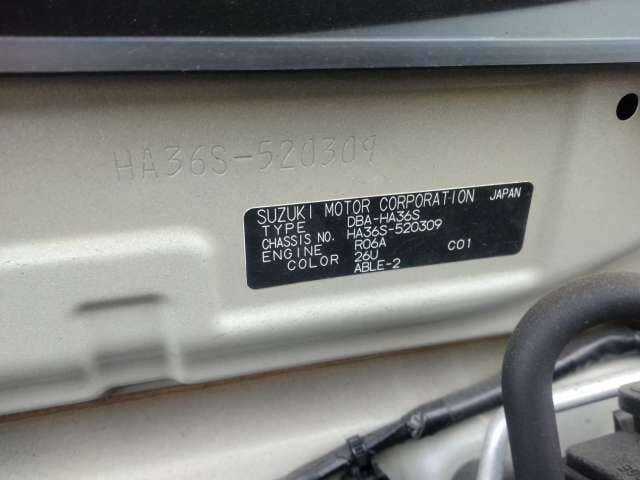 HA36S-520309
SUZUKI MOTOR CORPORATION JAPAN
TYPE DBA-HA36S
CHASSIS NO. HA36S-520309
ENGINE R06A C01
COLOR 26U
ABLE-2